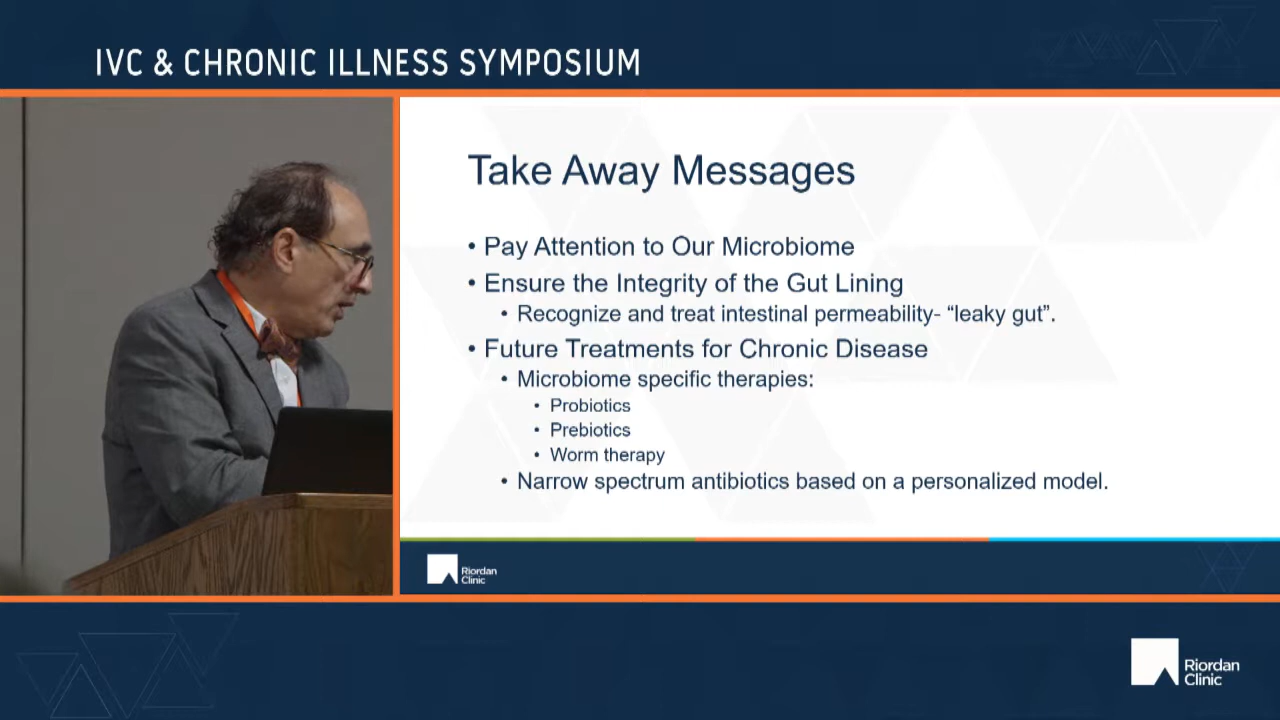 IVC & CHRONIC ILLNESS SYMPOSIUM
Take Away Messages
• Pay Attention to Our Microbiome
• Ensure the Integrity of the Gut Lining
• Recognize and treat intestinal permeability- “leaky gut”.
• Future Treatments for Chronic Disease
• Microbiome specific therapies:
• Probiotics
• Prebiotics
• Worm therapy
• Narrow spectrum antibiotics based on a personalized model.
Riordan
Clinic
Riordan
Clinic